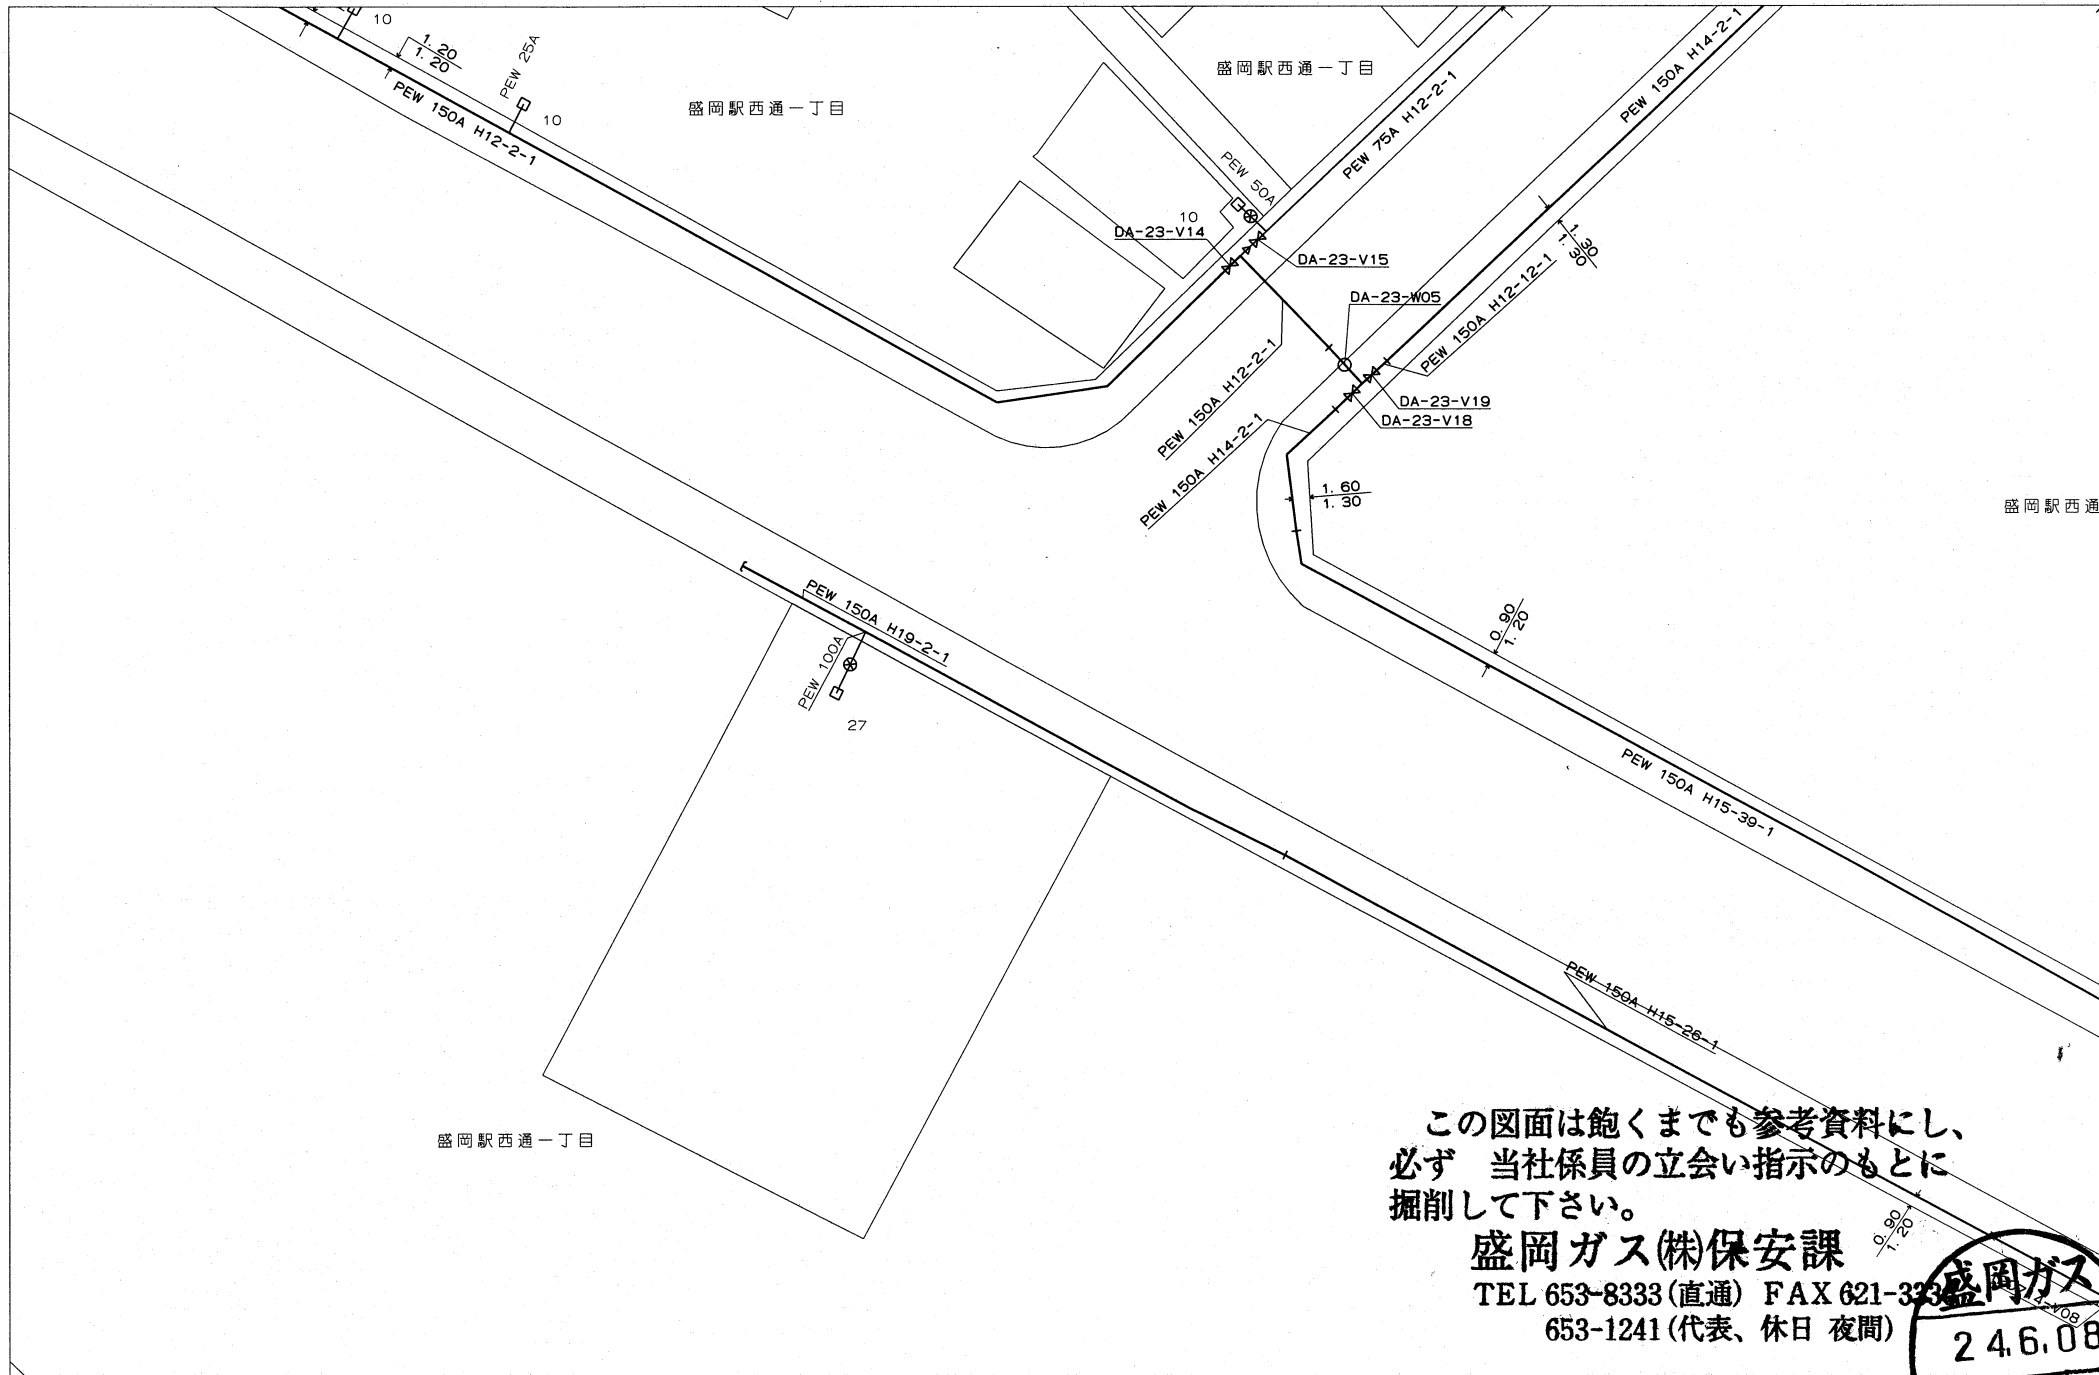 10
1.20
1.20
PEW 25A
10
PEW 150A H12-2-1
盛岡駅西通一丁目
盛岡駅西通一丁目
PEW 75A H12-2-1
PEW 150A H14-2-1
PEW 50A
10
DA-23-V14
DA-23-V15
1.30
1.30
DA-23-W05
PEW 150A H12-12-1
PEW 150A H12-2-1
DA-23-V19
DA-23-V18
PEW 150A H14-2-1
1.60
1.30
盛岡駅西通
PEW 150A H19-2-1
PEW 100A
27
0.90
1.20
PEW 150A H15-39-1
PEW 150A H15-26-1
盛岡駅西通一丁目
この図面は飽くまでも参考資料にし、
必ず 当社係員の立会い指示のもとに
掘削して下さい。
盛岡ガス(株)保安課
TEL 653-8333(直通) FAX
653-1241(代表、休日 夜間)
0.90
1.20
盛岡ガス
24.6.08